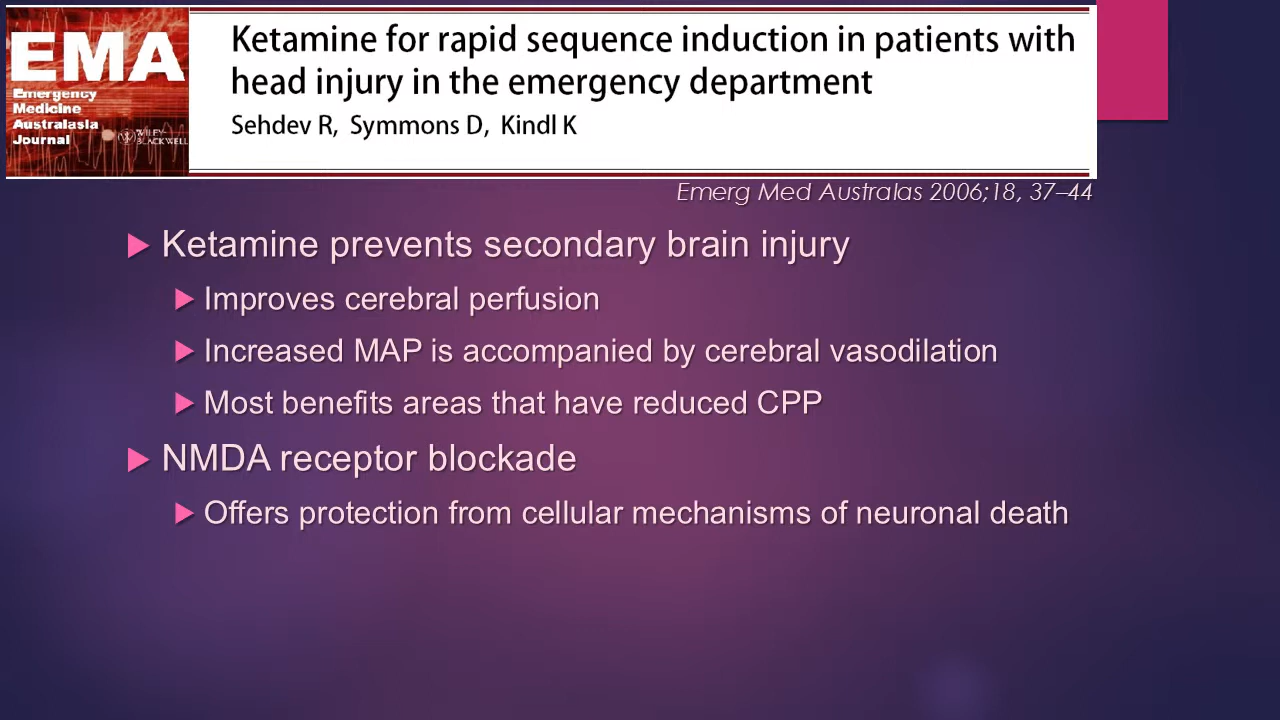 EMA
Emergency
Medicine
Australasia
Journal
WILEY-
BLACKWELL
Ketamine for rapid sequence induction in patients with
head injury in the emergency department
Sehdev R, Symmons D, Kindl K
Emerg Med Australas 2006;18, 37–44
Ketamine prevents secondary brain injury
Improves cerebral perfusion
Increased MAP is accompanied by cerebral vasodilation
Most benefits areas that have reduced CPP
NMDA receptor blockade
Offers protection from cellular mechanisms of neuronal death